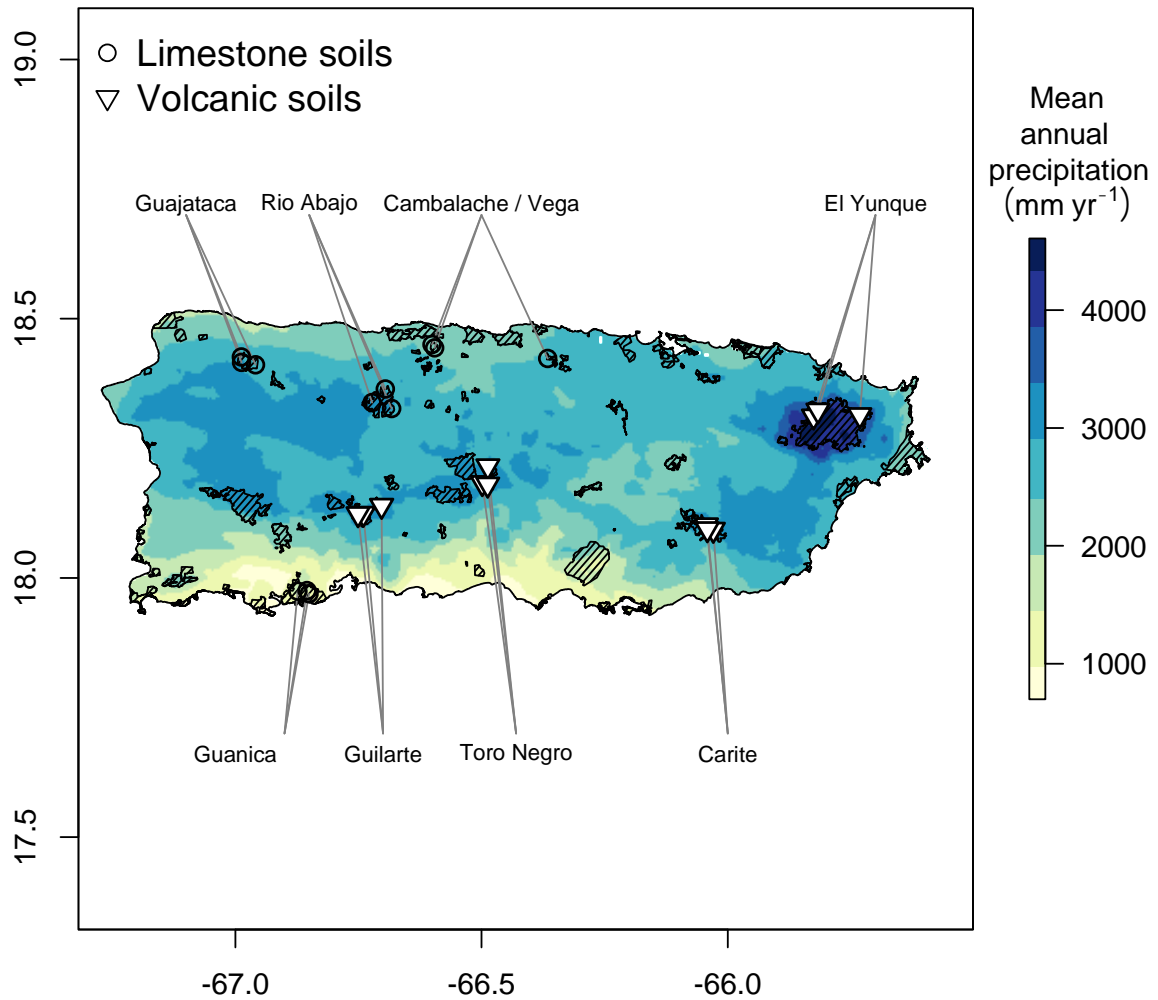 Limestone soils
Volcanic soils
Mean
annual
precipitation
(mm yr⁻¹)
Guajataca
Rio Abajo
Cambalache / Vega
El Yunque
Guanica
Guilarte
Toro Negro
Carite
19.0
18.5
18.0
17.5
-67.0
-66.5
-66.0
4000
3000
2000
1000